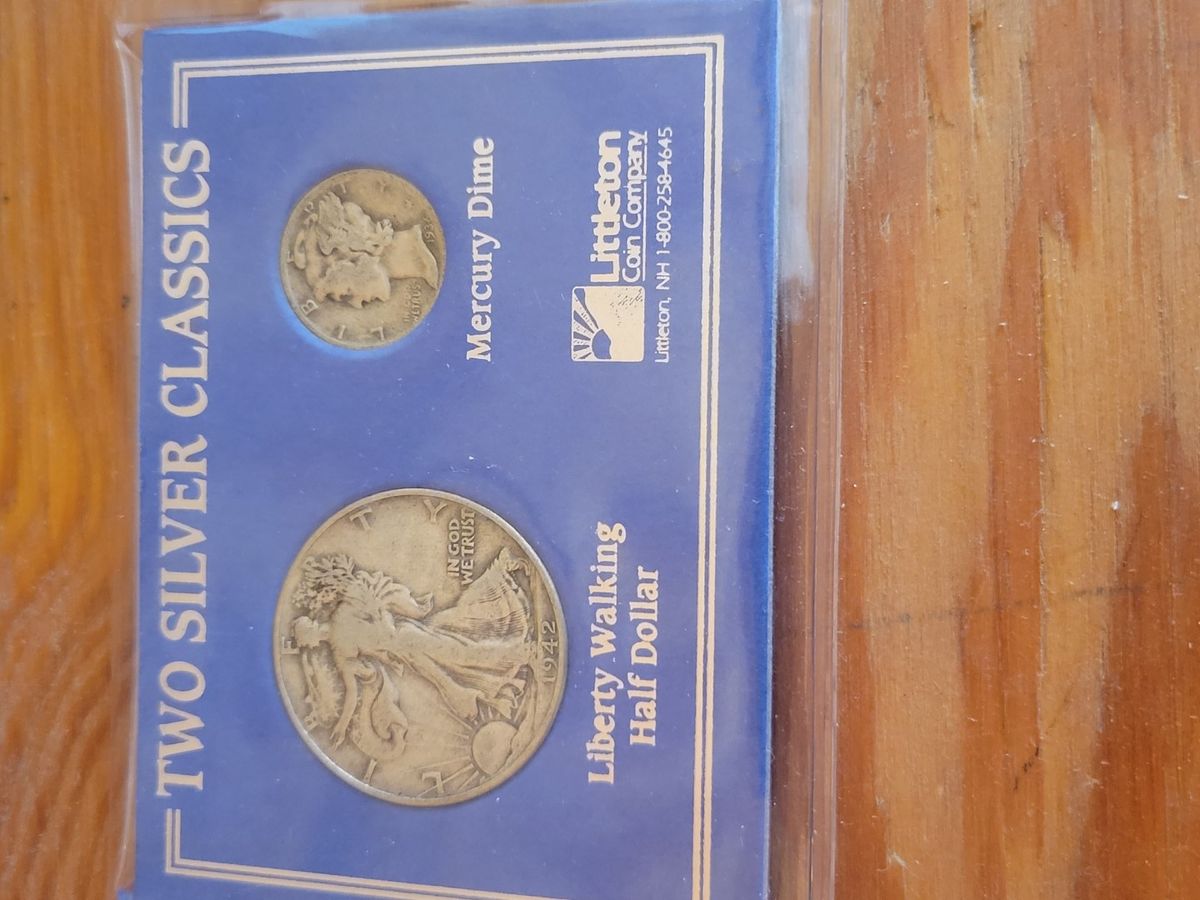 TWO SILVER CLASSICS
L I B E R T Y
IN GOD
WE TRUST
1942
Liberty Walking
Half Dollar
L I B E R T Y
Mercury Dime
Littleton
Coin Company
Littleton, NH 1-800-258-4645